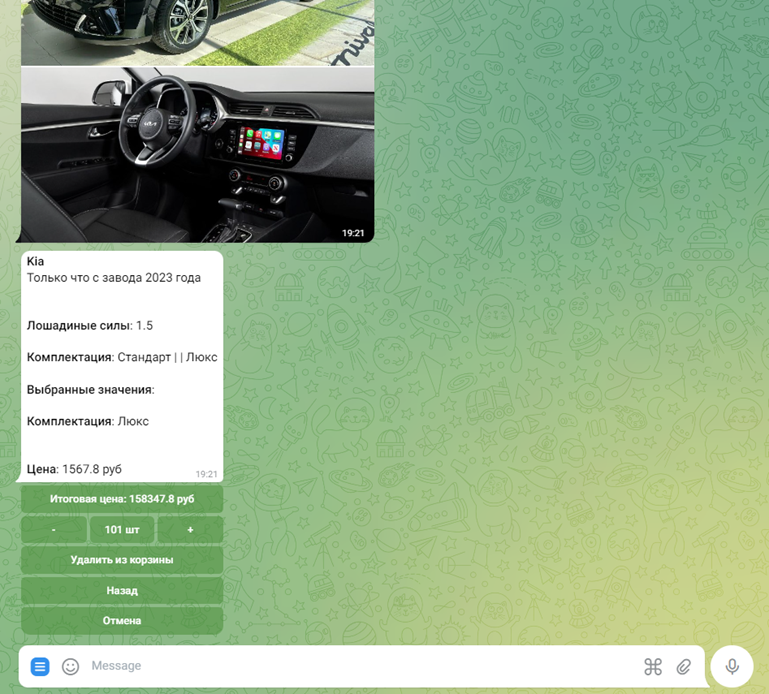 19:21
Kia
Только что с завода 2023 года
Лошадиные силы: 1.5
Комплектация: Стандарт | | Люкс
Выбранные значения:
Комплектация: Люкс
Цена: 1567.8 руб
19:21
Итоговая цена: 158347.8 руб
- 101 шт +
Удалить из корзины
Назад
Отмена
Message